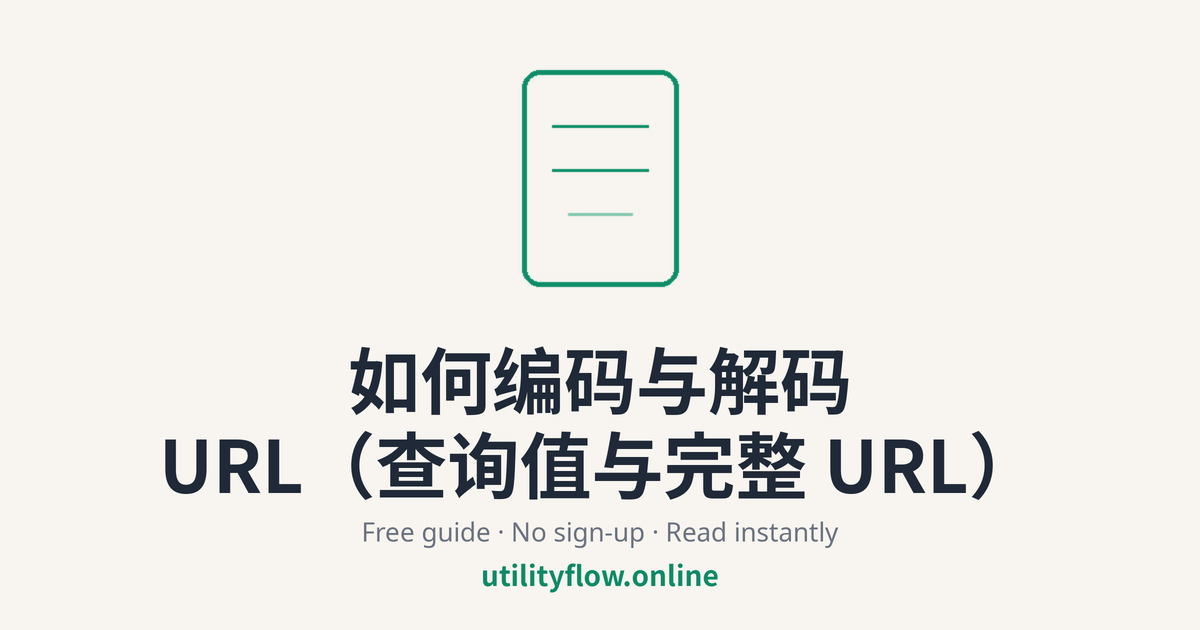 如何编码与解码
URL（查询值与完整 URL）
Free guide · No sign-up · Read instantly
utilityflow.online